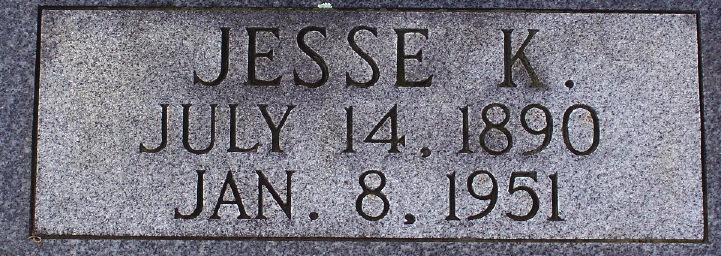 JESSE K.
JULY 14, 1890
JAN. 8, 1951